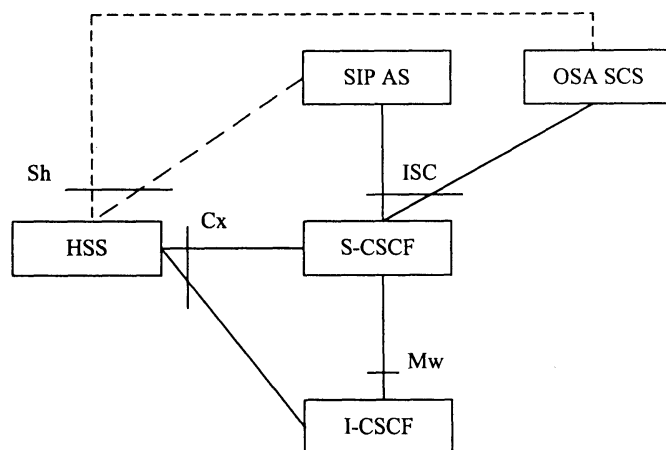 SIP AS
OSA SCS
Sh
ISC
Cx
HSS
S-CSCF
Mw
I-CSCF